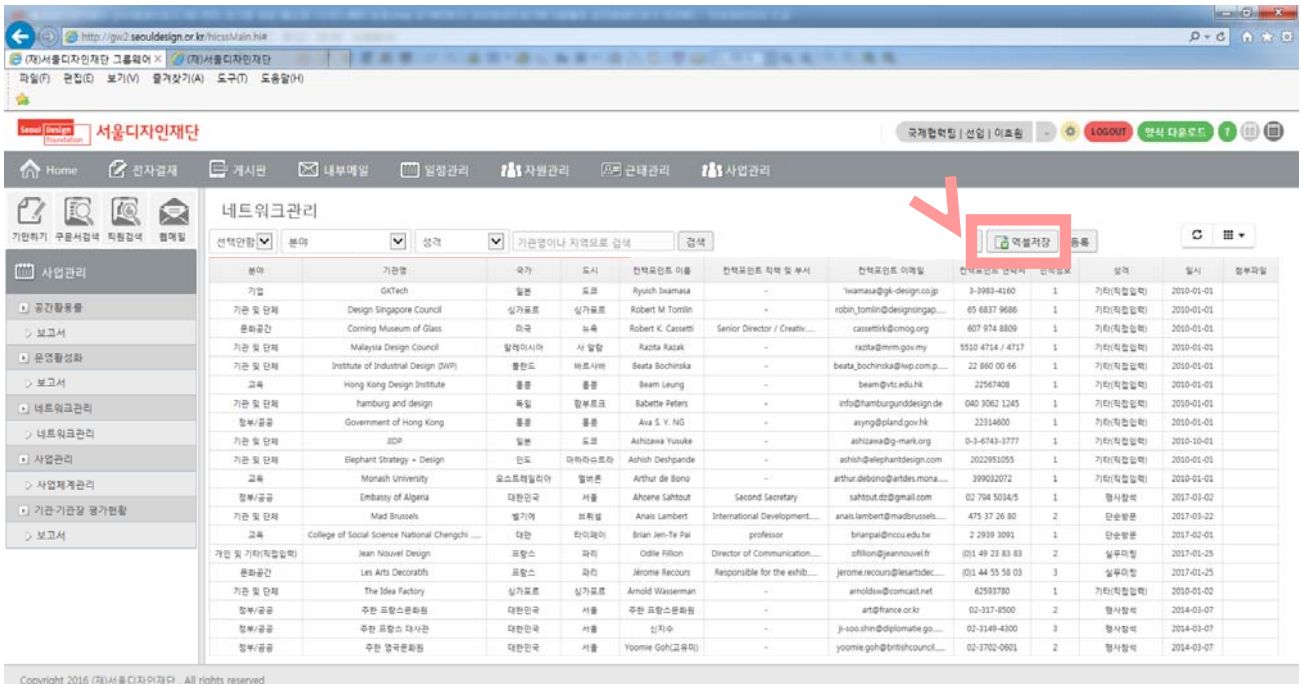 http://gw2.seouldesign.or.kr/hicssMain.hi#
(재)서울디자인재단 그룹웨어 × (재)서울디자인재단
파일(F) 편집(E) 보기(V) 즐겨찾기(A) 도구(T) 도움말(H)
Seoul Design Foundation 서울디자인재단 국제협력팀 | 선임 | 이효원 LOGOUT 양식 다운로드 ?
Home 전자결재 게시판 내부메일 일정관리 자원관리 근태관리 사업관리
기안하기 구문서검색 직원검색 웹메일
네트워크관리
선택안함 분야 성격 기관명이나 지역으로 검색 검색 엑셀저장 등록
사업관리
공간활용률
보고서
운영활성화
보고서
네트워크관리
네트워크관리
사업관리
사업체계관리
기관·기관장 평가현황
보고서
분야 기관명 국가 도시 컨택포인트 이름 컨택포인트 직책 및 부서 컨택포인트 이메일 컨택포인트 연락처 인적정보 성격 일시 첨부파일
기업 GKTech 일본 도쿄 Ryuich Iwamasa - 'iwamasa@gk-design.co.jp 3-3983-4160 1 기타(직접입력) 2010-01-01
기관 및 단체 Design Singapore Council 싱가포르 싱가포르 Robert M Tomlin - robin_tomlin@designsingap..... 65 6837 9686 1 기타(직접입력) 2010-01-01
문화공간 Corning Museum of Glass 미국 뉴욕 Robert K. Cassetti Senior Director / Creativ..... cassettirk@cmog.org 607 974 8809 1 기타(직접입력) 2010-01-01
기관 및 단체 Malaysia Design Council 말레이시아 샤 알람 Razita Razak - razita@mrm.gov.my 5510 4714 / 4717 1 기타(직접입력) 2010-01-01
기관 및 단체 Institute of Industrial Design (IWP) 폴란드 바르샤바 Beata Bochinska - beata_bochinska@iwp.com.p..... 22 860 00 66 1 기타(직접입력) 2010-01-01
교육 Hong Kong Design Institute 홍콩 홍콩 Beam Leung - beam@vtc.edu.hk 22567408 1 기타(직접입력) 2010-01-01
기관 및 단체 hamburg and design 독일 함부르크 Babette Peters - info@hamburgunddesign.de 040 3062 1245 1 기타(직접입력) 2010-01-01
정부/공공 Government of Hong Kong 홍콩 홍콩 Ava S. Y. NG - asyng@pland.gov.hk 22314600 1 기타(직접입력) 2010-01-01
기관 및 단체 JIDP 일본 도쿄 Ashizawa Yusuke - ashizawa@g-mark.org 0-3-6743-3777 1 기타(직접입력) 2010-10-01
기관 및 단체 Elephant Strategy + Design 인도 마하라슈트라 Ashish Deshpande - ashish@elephantdesign.com 2022951055 1 기타(직접입력) 2010-01-01
교육 Monash University 오스트레일리아 멜버른 Arthur de Bono - arthur.debono@artdes.mona..... 399032072 1 기타(직접입력) 2010-01-01
정부/공공 Embassy of Algeria 대한민국 서울 Ahcene Sahtout Second Secretary sahtout.dz@gmail.com 02 794 5034/5 1 행사참석 2017-03-02
기관 및 단체 Mad Brussels 벨기에 브뤼셀 Anais Lambert International Development..... anais.lambert@madbrussels..... 475 37 26 80 2 단순방문 2017-03-22
교육 College of Social Science National Chengchi ..... 대만 타이페이 Brian Jen-Te Pai professor brianpai@nccu.edu.tw 2 2939 3091 1 단순방문 2017-02-01
개인 및 기타(직접입력) Jean Nouvel Design 프랑스 파리 Odile Fillion Director of Communication..... ofillion@jeannouvel.fr (0)1 49 23 83 83 2 실무미팅 2017-01-25
문화공간 Les Arts Decoratifs 프랑스 파리 Jérome Recours Responsible for the exhib..... jerome.recours@lesartsdec..... (0)1 44 55 58 03 3 실무미팅 2017-01-25
기관 및 단체 The Idea Factory 싱가포르 싱가포르 Arnold Wasserman - arnoldsw@comcast.net 62593780 1 기타(직접입력) 2010-01-02
정부/공공 주한 프랑스문화원 대한민국 서울 주한 프랑스문화원 - art@france.or.kr 02-317-8500 2 행사참석 2014-03-07
정부/공공 주한 프랑스 대사관 대한민국 서울 신지수 - ji-soo.shin@diplomatie.go..... 02-3149-4300 3 행사참석 2014-03-07
정부/공공 주한 영국문화원 대한민국 서울 Yoomie Goh(고유미) - yoomie.goh@britishcouncil..... 02-3702-0601 2 행사참석 2014-03-07
Copyright 2016 (재)서울디자인재단 . All rights reserved